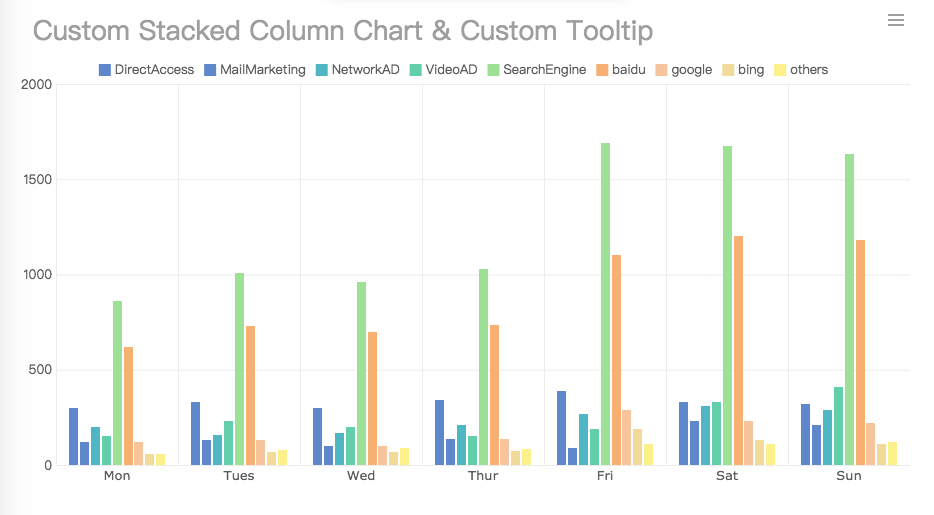 Custom Stacked Column Chart & Custom Tooltip
DirectAccess MailMarketing NetworkAD VideoAD SearchEngine baidu google bing others
2000
1500
1000
500
0
Mon Tues Wed Thur Fri Sat Sun